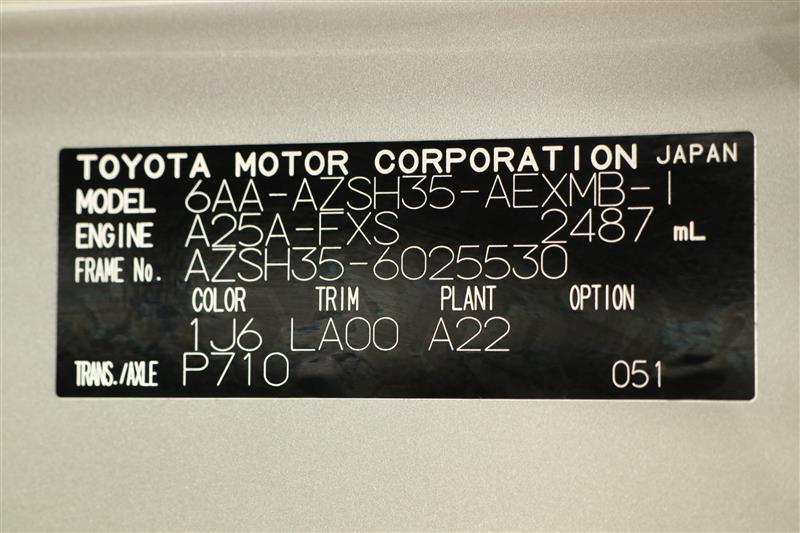 TOYOTA MOTOR CORPORATION JAPAN
MODEL 6AA-AZSH35-AEXMB-I
ENGINE A25A-FXS 2487 mL
FRAME No. AZSH35-6025530
COLOR TRIM PLANT OPTION
1J6 LA00 A22
TRANS./AXLE P710 051